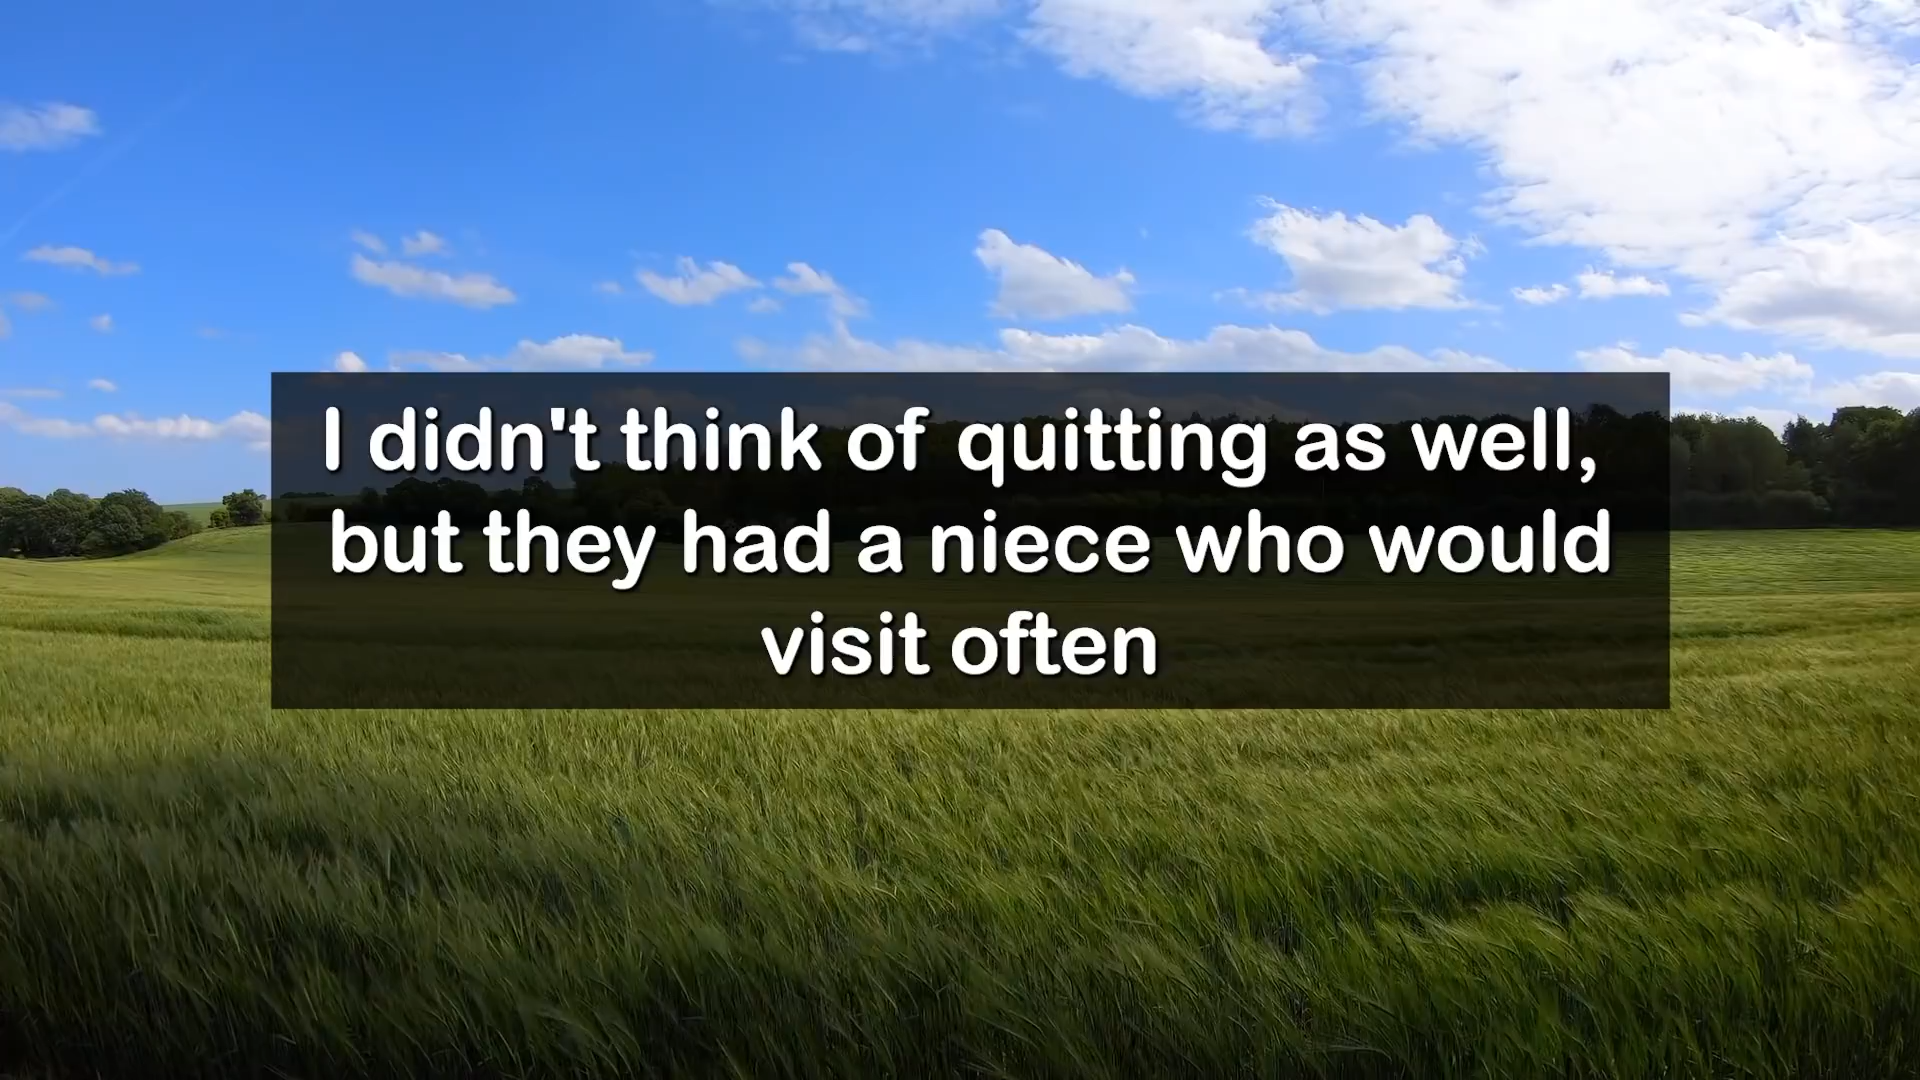 I didn't think of quitting as well,
but they had a niece who would
visit often